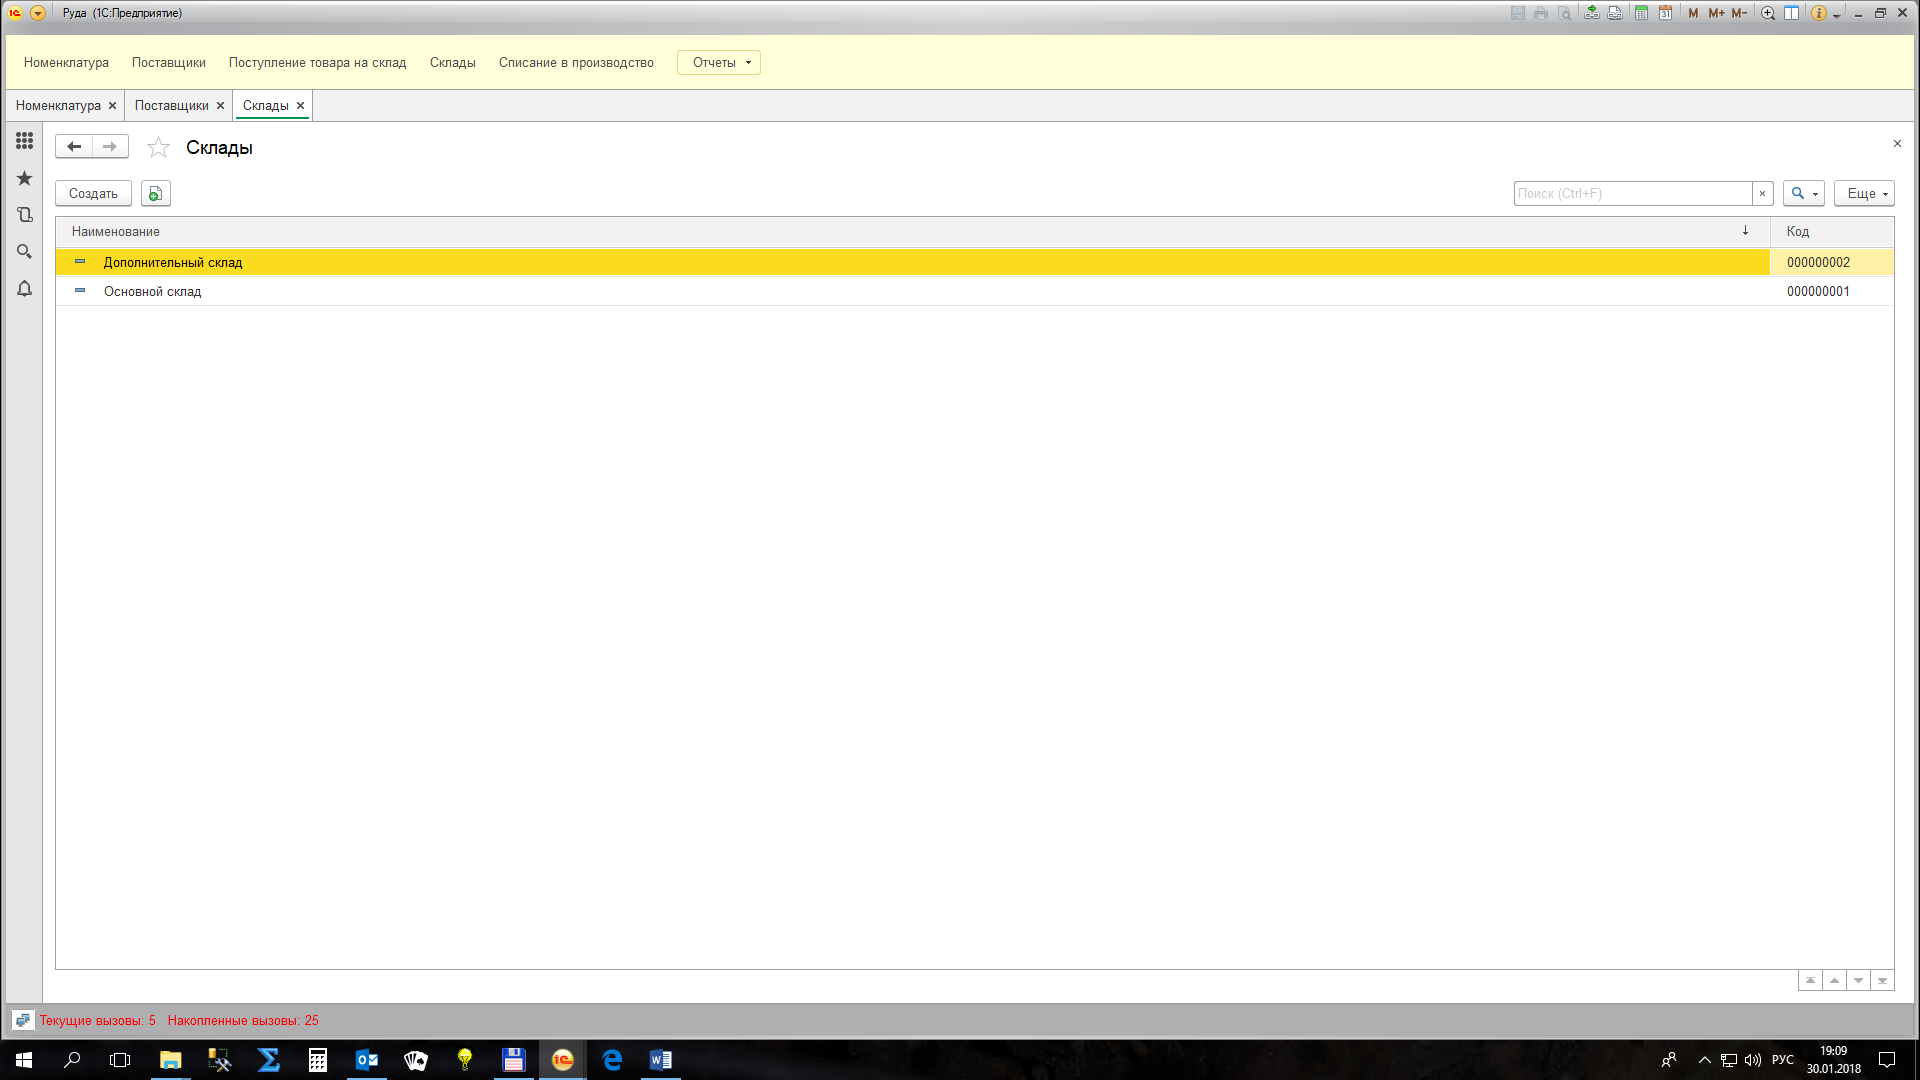 Руда (1С:Предприятие)
M M+ M-
Номенклатура Поставщики Поступление товара на склад Склады Списание в производство Отчеты
Номенклатура Поставщики Склады
Склады
Создать Поиск (Ctrl+F) Еще
Наименование Код
Дополнительный склад 000000002
Основной склад 000000001
Текущие вызовы: 5 Накопленные вызовы: 25
РУС 19:09
30.01.2018